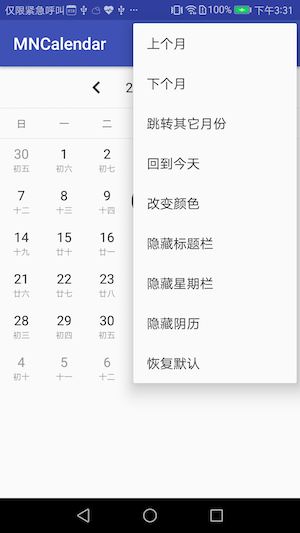 仅限紧急呼叫 100% 下午3:31
MNCalendar
2
日 一 二
30 1 2
初五 初六 初七
7 8 9
十二 十三 十四
14 15 16
十九 廿十 廿一
21 22 23
廿六 廿七 廿八
28 29 30
初三 初四 初五
4 5 6
初十 十一 十二
上个月
下个月
跳转其它月份
回到今天
改变颜色
隐藏标题栏
隐藏星期栏
隐藏阴历
恢复默认